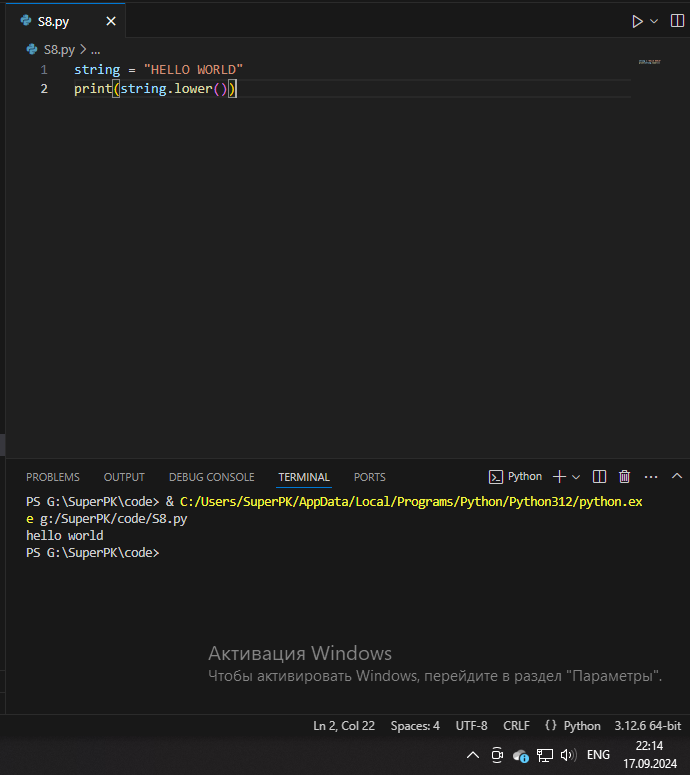 S8.py
S8.py > ...
1 string = "HELLO WORLD"
2 print(string.lower())
PROBLEMS OUTPUT DEBUG CONSOLE TERMINAL PORTS Python
PS G:\SuperPK\code> & C:/Users/SuperPK/AppData/Local/Programs/Python/Python312/python.ex
e g:/SuperPK/code/S8.py
hello world
PS G:\SuperPK\code>
Активация Windows
Чтобы активировать Windows, перейдите в раздел "Параметры".
Ln 2, Col 22 Spaces: 4 UTF-8 CRLF {} Python 3.12.6 64-bit
22:14
ENG
17.09.2024